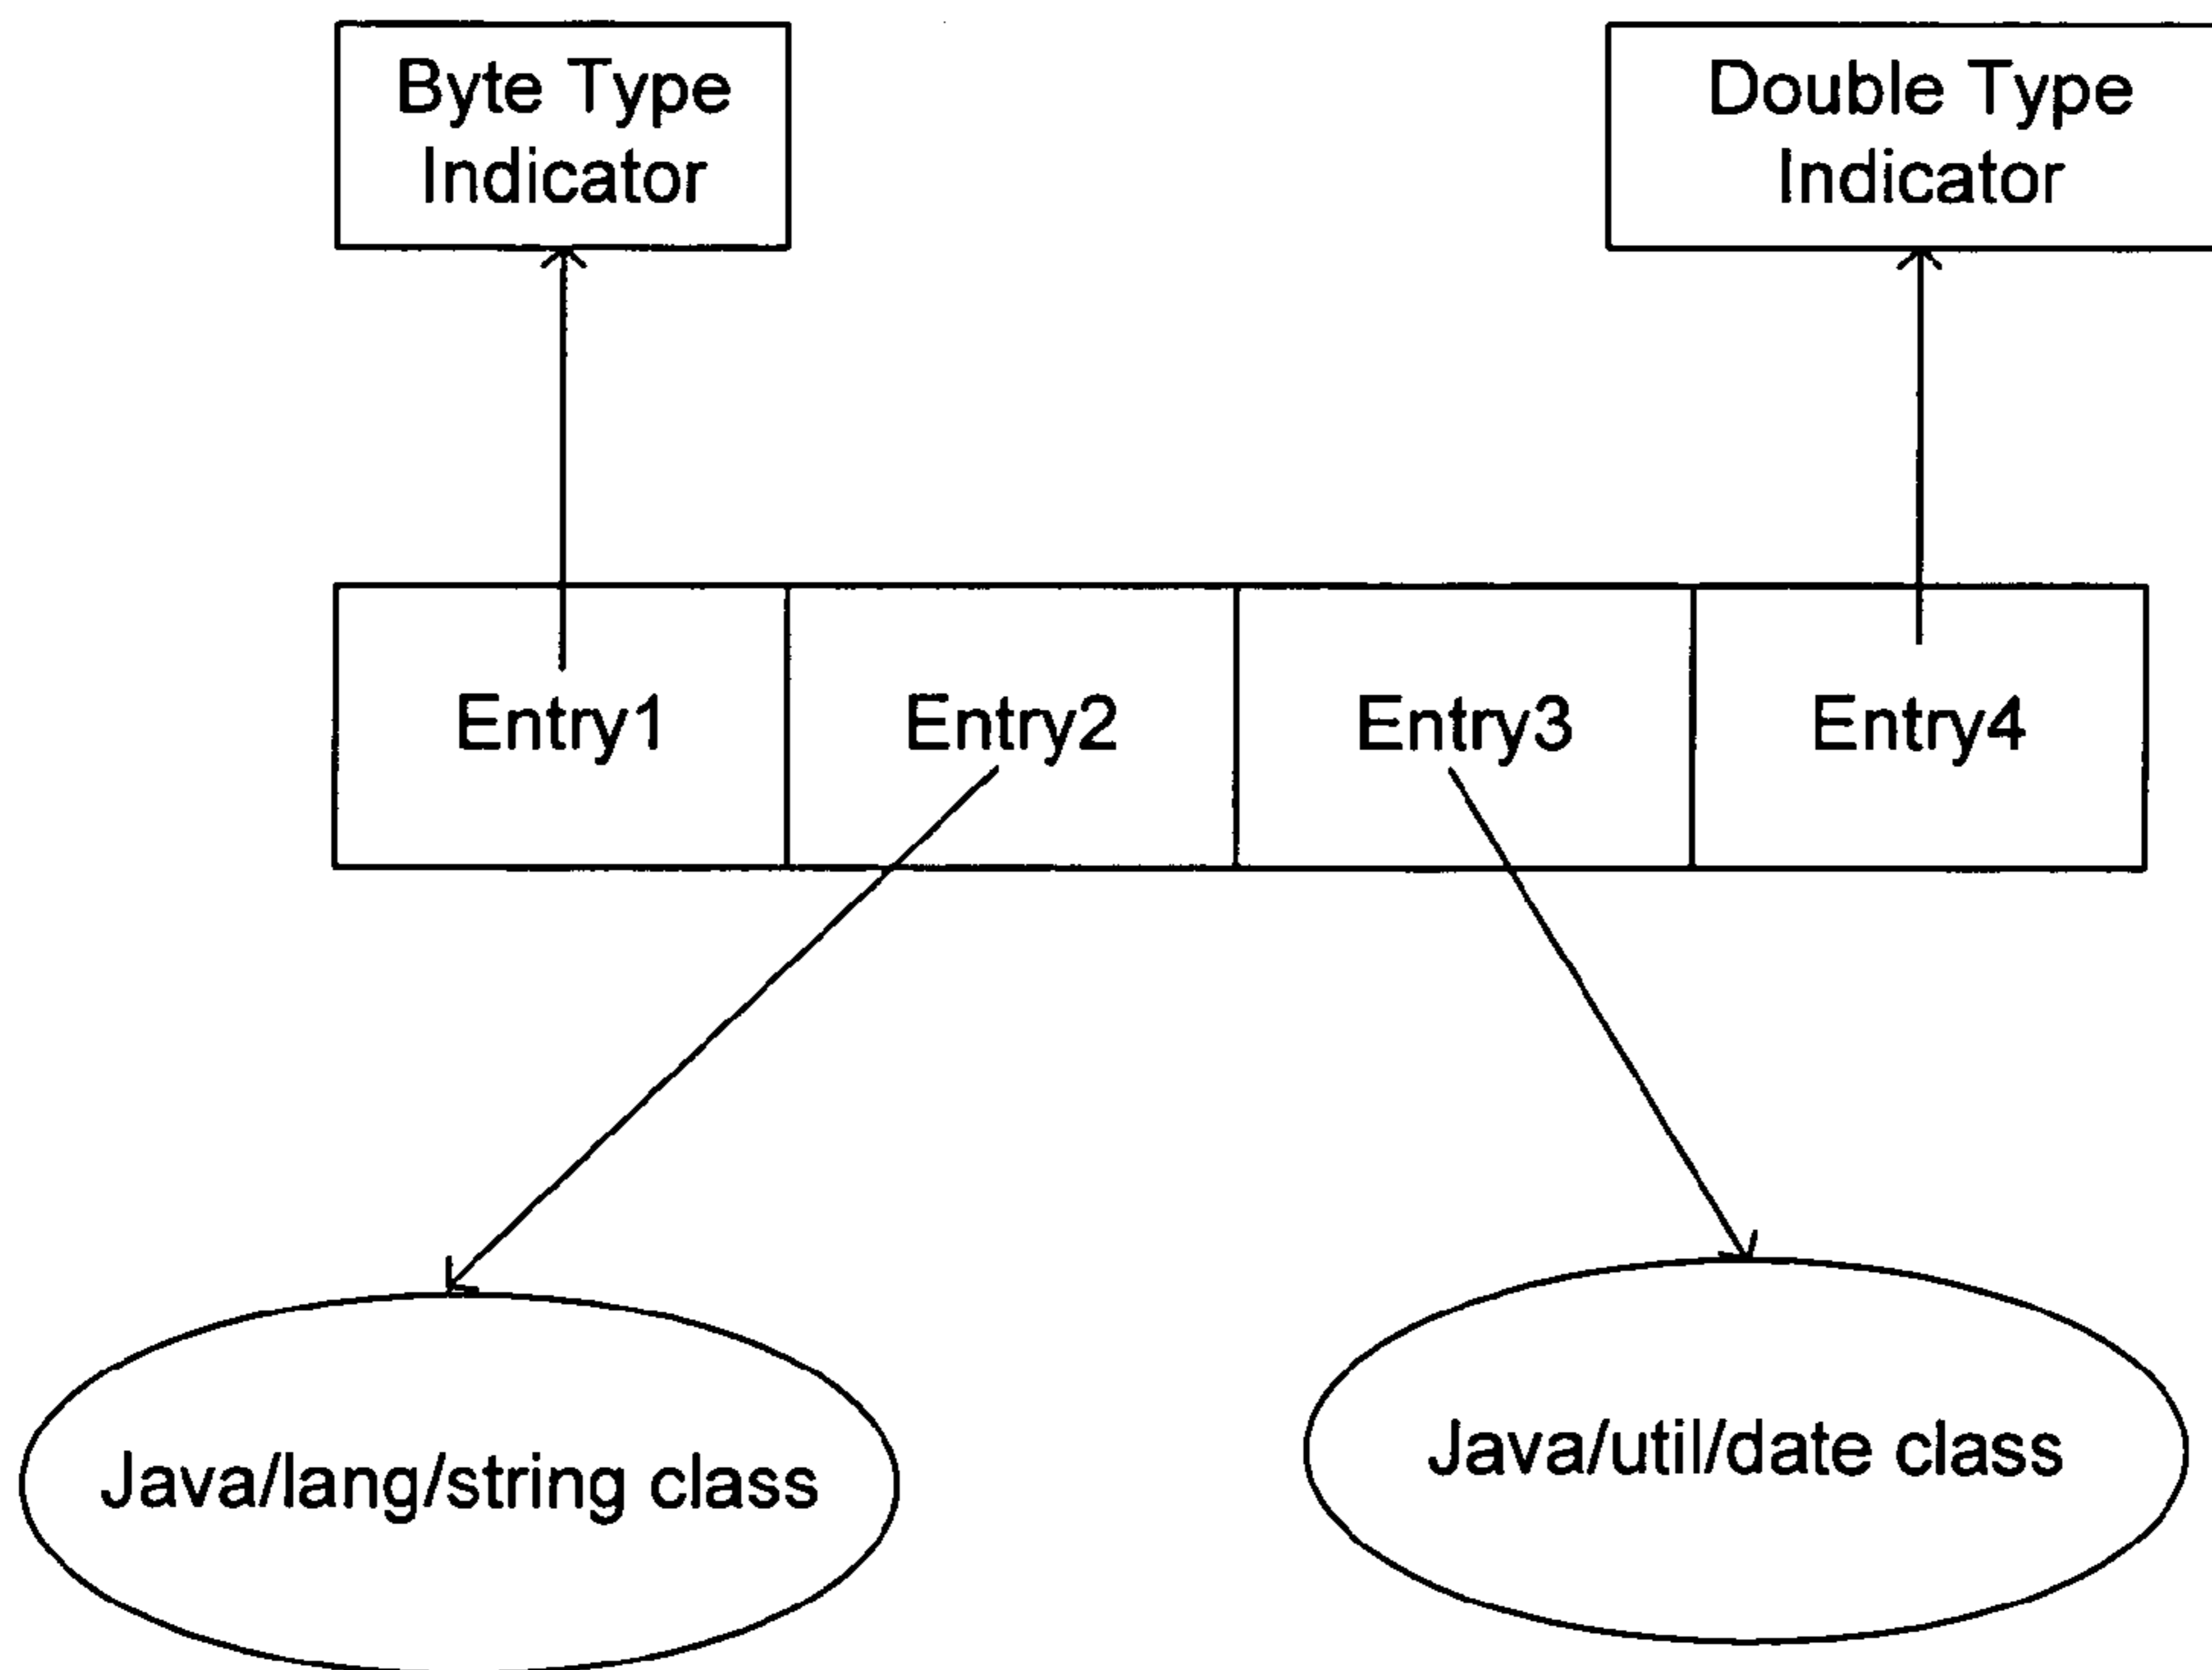 Byte Type
Indicator
Double Type
Indicator
Entry1
Entry2
Entry3
Entry4
Java/lang/string class
Java/util/date class